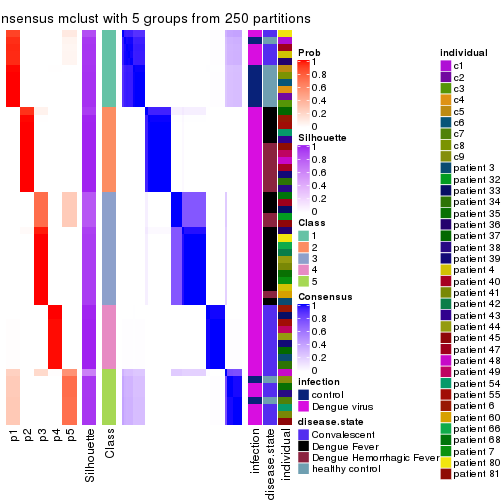 nsensus mclust with 5 groups from 250 partitions
Prob
1
0.8
0.6
0.4
0.2
0
Silhouette
1
0.8
0.6
0.4
0.2
0
Class
1
2
3
4
5
Consensus
1
0.8
0.6
0.4
0.2
0
infection
control
Dengue virus
disease.state
Convalescent
Dengue Fever
Dengue Hemorrhagic Fever
healthy control
individual
c1
c2
c3
c4
c5
c6
c7
c8
c9
patient 3
patient 32
patient 33
patient 34
patient 35
patient 36
patient 37
patient 38
patient 39
patient 4
patient 40
patient 41
patient 42
patient 43
patient 44
patient 45
patient 47
patient 48
patient 49
patient 54
patient 55
patient 6
patient 60
patient 66
patient 68
patient 7
patient 80
patient 81
p1
p2
p3
p4
p5
Silhouette
Class
infection
disease.state
individual